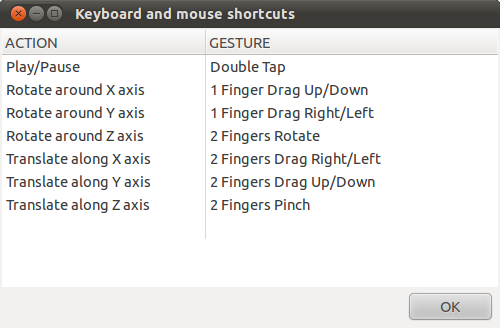 Keyboard and mouse shortcuts
ACTION GESTURE
Play/Pause Double Tap
Rotate around X axis 1 Finger Drag Up/Down
Rotate around Y axis 1 Finger Drag Right/Left
Rotate around Z axis 2 Fingers Rotate
Translate along X axis 2 Fingers Drag Right/Left
Translate along Y axis 2 Fingers Drag Up/Down
Translate along Z axis 2 Fingers Pinch
OK